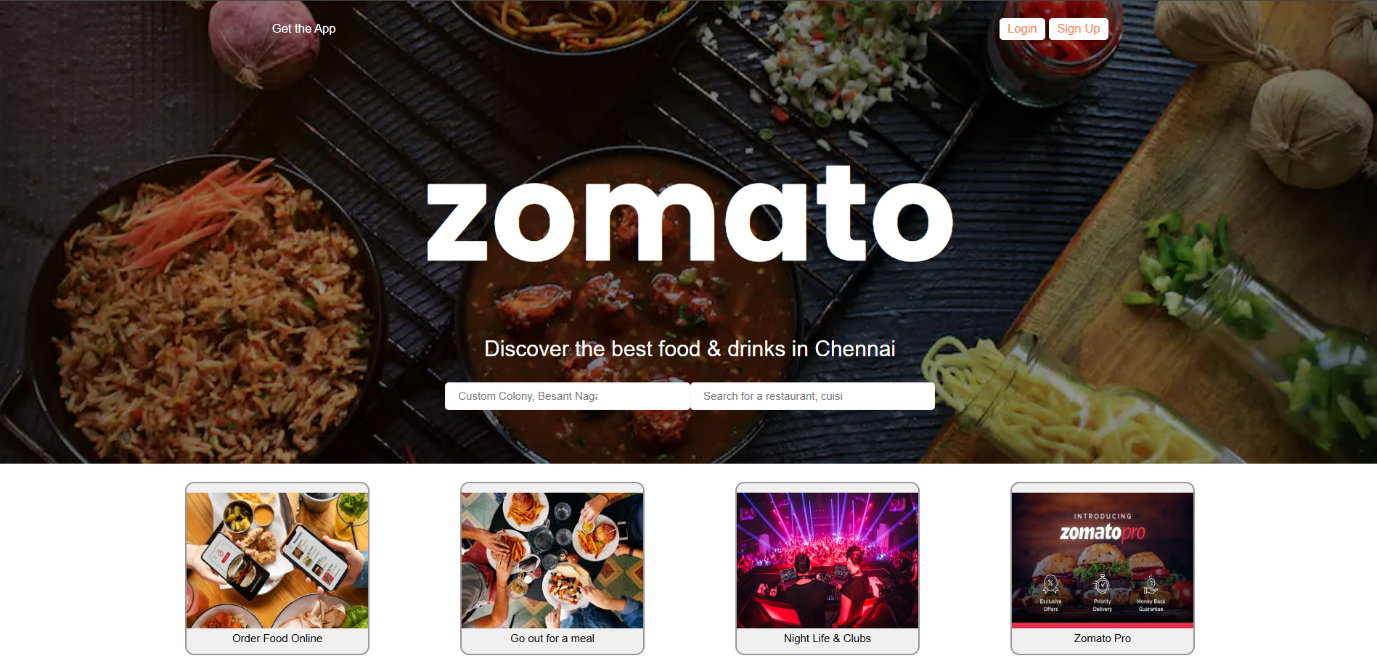 Get the App
Login
Sign Up
zomato
Discover the best food & drinks in Chennai
Custom Colony, Besant Naga
Search for a restaurant, cuisi
Order Food Online
Go out for a meal
Night Life & Clubs
INTRODUCING
zomatopro
Exclusive Offers
Priority Delivery
Money Back Guarantee
Zomato Pro